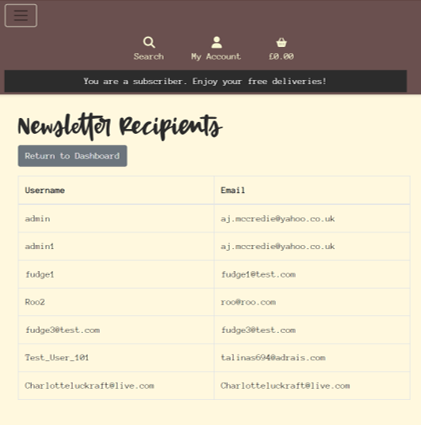 Search My Account £0.00
You are a subscriber. Enjoy your free deliveries!
Newsletter Recipients
Return to Dashboard
Username Email
admin aj.mccredie@yahoo.co.uk
admin1 aj.mccredie@yahoo.co.uk
fudge1 fudge1@test.com
Roo2 roo@roo.com
fudge3@test.com fudge3@test.com
Test_User_101 talinas694@adrais.com
Charlotteluckraft@live.com Charlotteluckraft@live.com